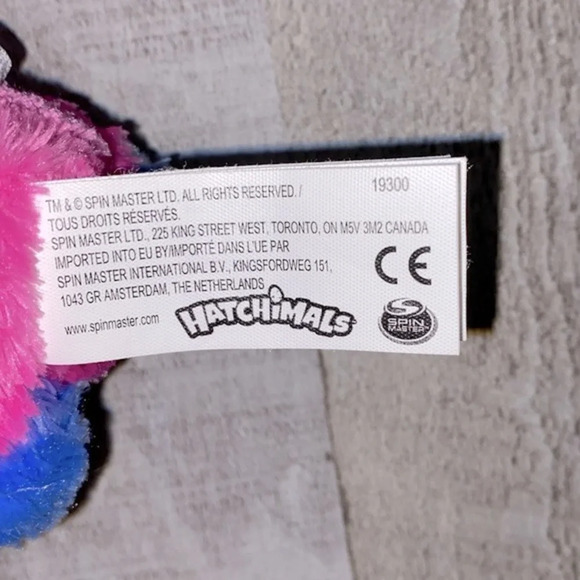 TM & © SPIN MASTER LTD. ALL RIGHTS RESERVED. / 19300
TOUS DROITS RÉSERVÉS.
SPIN MASTER LTD., 225 KING STREET WEST, TORONTO, ON M5V 3M2 CANADA
IMPORTED INTO EU BY/IMPORTÉ DANS L'UE PAR
SPIN MASTER INTERNATIONAL B.V., KINGSFORDWEG 151,
1043 GR AMSTERDAM, THE NETHERLANDS
CE
www.spinmaster.com HATCHIMALS
SPIN
MASTER